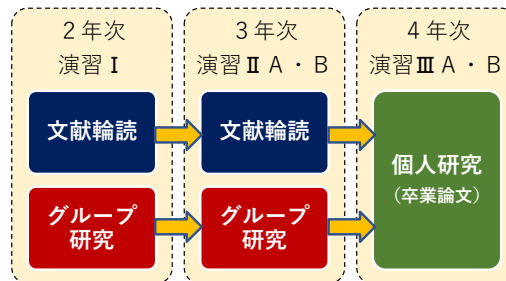 ２年次
演習Ⅰ
文献輪読
グループ
研究
３年次
演習ⅡＡ・Ｂ
文献輪読
グループ
研究
４年次
演習ⅢＡ・Ｂ
個人研究
（卒業論文）